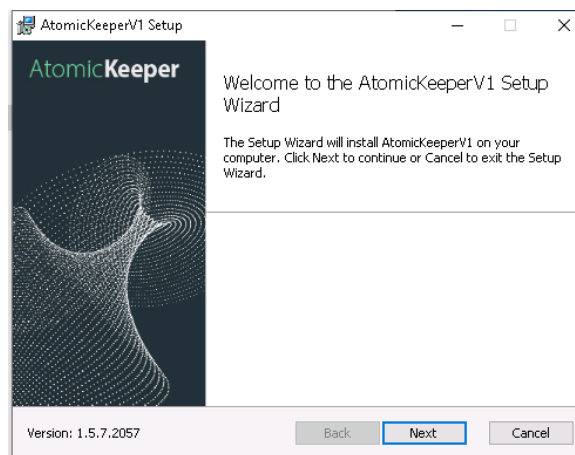 AtomicKeeperV1 Setup
AtomicKeeper
Welcome to the AtomicKeeperV1 Setup
Wizard
The Setup Wizard will install AtomicKeeperV1 on your
computer. Click Next to continue or Cancel to exit the Setup
Wizard.
Version: 1.5.7.2057
Back
Next
Cancel